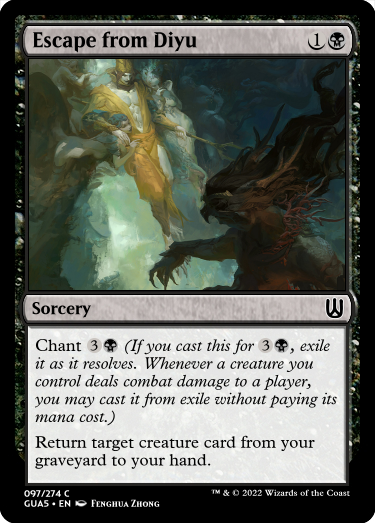 Escape from Diyu 1
Sorcery
Chant 3 (If you cast this for 3, exile
it as it resolves. Whenever a creature you
control deals combat damage to a player,
you may cast it from exile without paying its
mana cost.)
Return target creature card from your
graveyard to your hand.
097/274 C
GUA5 • EN Fenghua Zhong
™ & © 2022 Wizards of the Coast